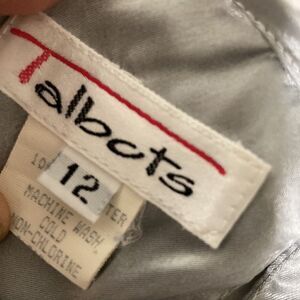 Talbots
12
MACHINE WASH
COLD
NON-CHLORINE